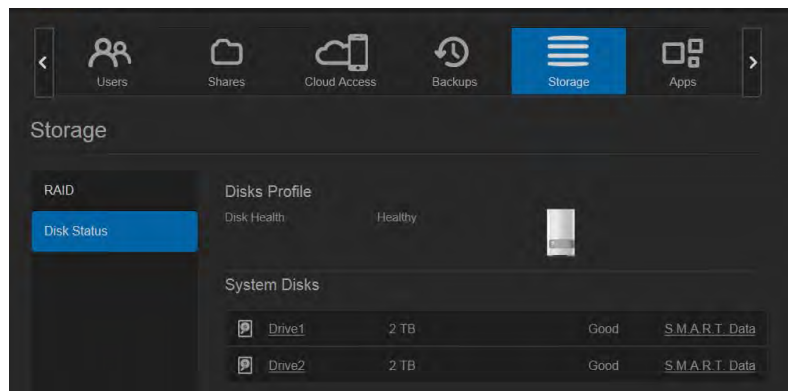 Users Shares Cloud Access Backups Storage Apps
Storage
RAID
Disk Status
Disks Profile
Disk Health Healthy
System Disks
Drive1 2 TB Good S.M.A.R.T. Data
Drive2 2 TB Good S.M.A.R.T. Data